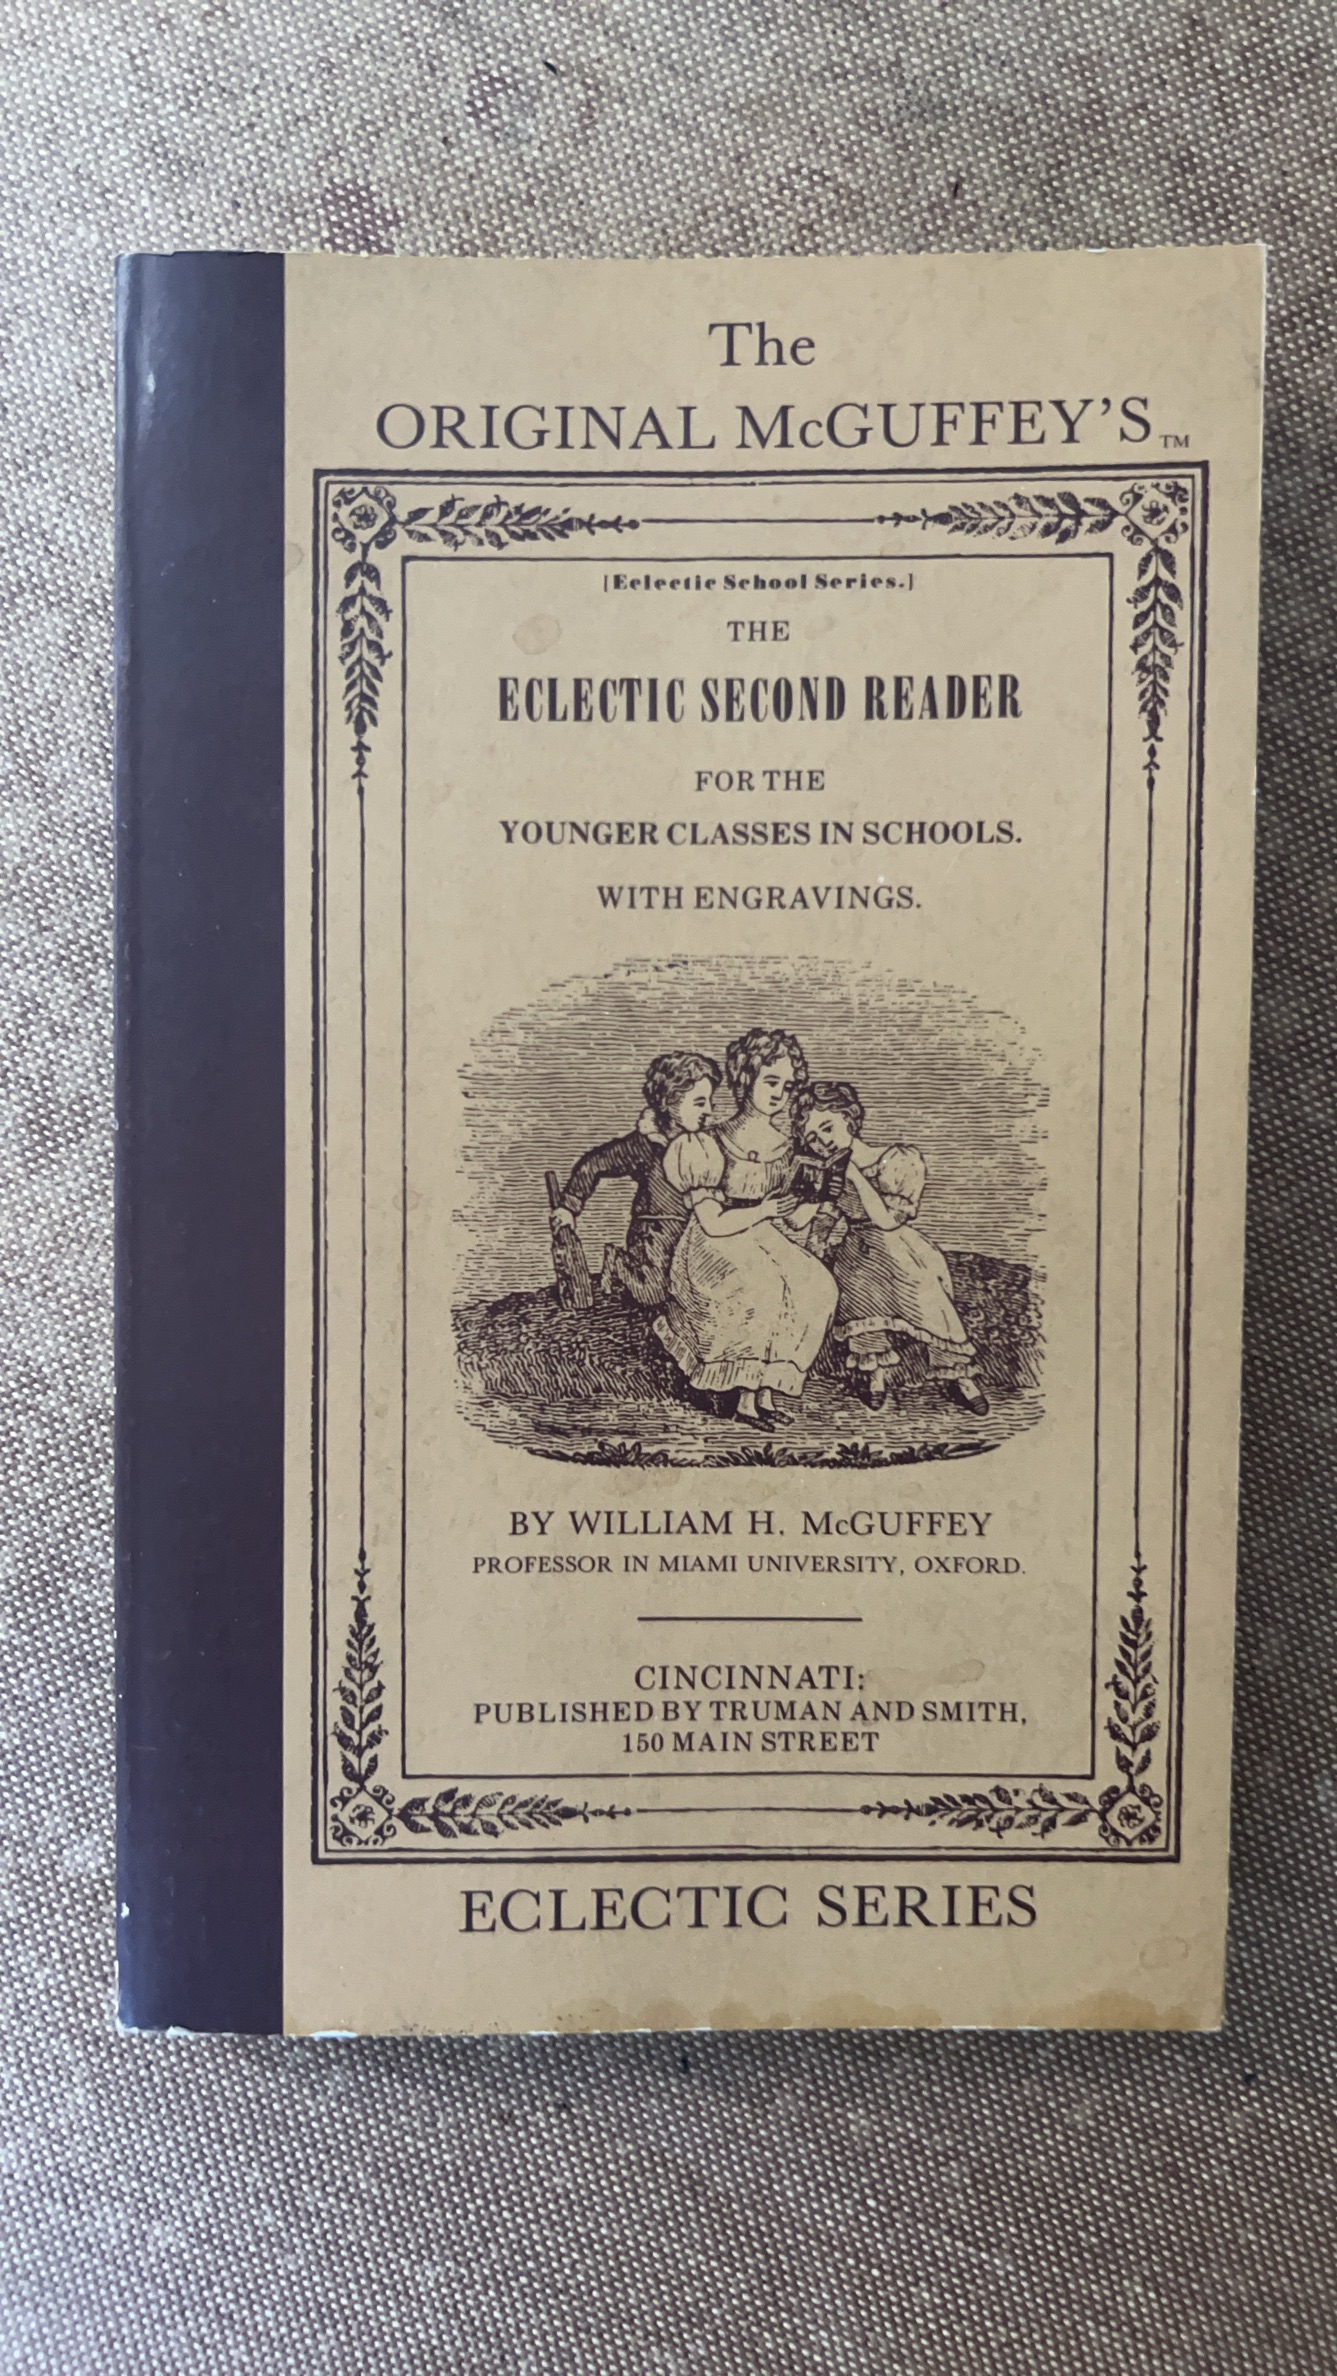 The
ORIGINAL McGUFFEY'S™
[Eclectic School Series.]
THE
ECLECTIC SECOND READER
FOR THE
YOUNGER CLASSES IN SCHOOLS.
WITH ENGRAVINGS.
BY WILLIAM H. McGUFFEY
PROFESSOR IN MIAMI UNIVERSITY, OXFORD.
CINCINNATI:
PUBLISHED BY TRUMAN AND SMITH,
150 MAIN STREET
ECLECTIC SERIES